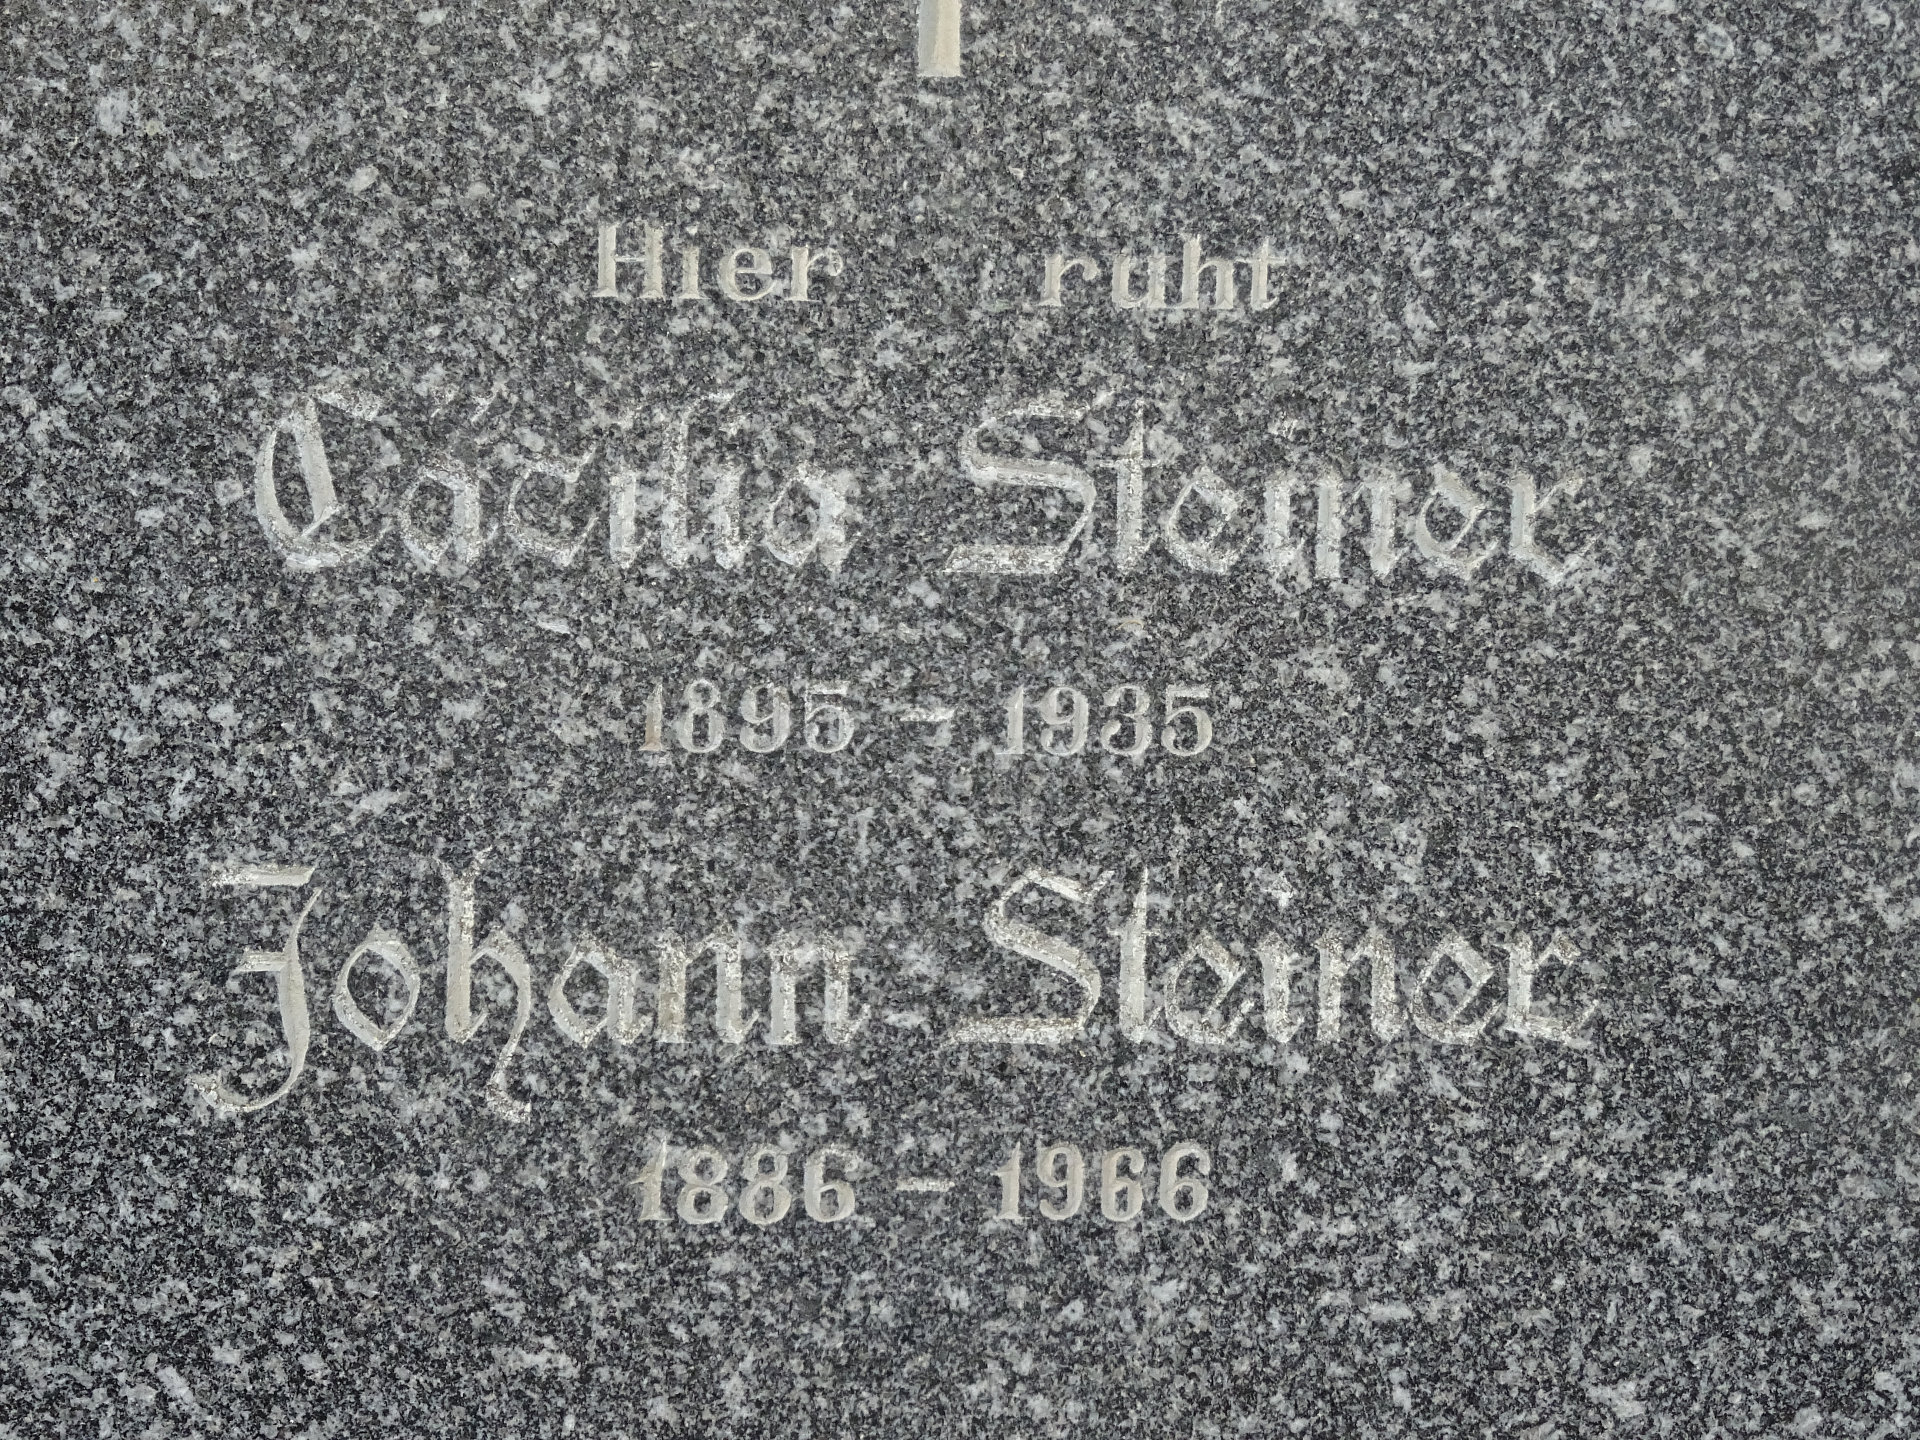 Hier ruht
Cäcilia Steiner
1895 – 1935
Johann Steiner
1886 – 1966